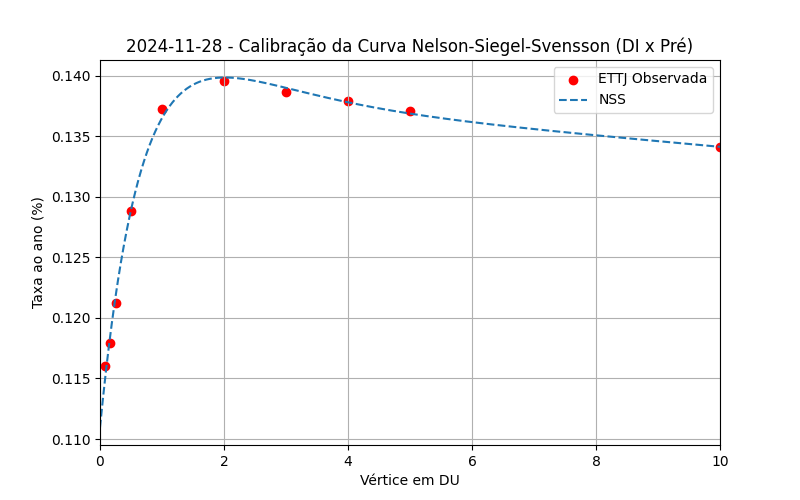 2024-11-28 - Calibração da Curva Nelson-Siegel-Svensson (DI x Pré)
ETTJ Observada
NSS
Taxa ao ano (%)
0.140
0.135
0.130
0.125
0.120
0.115
0.110
0
2
4
6
8
10
Vértice em DU